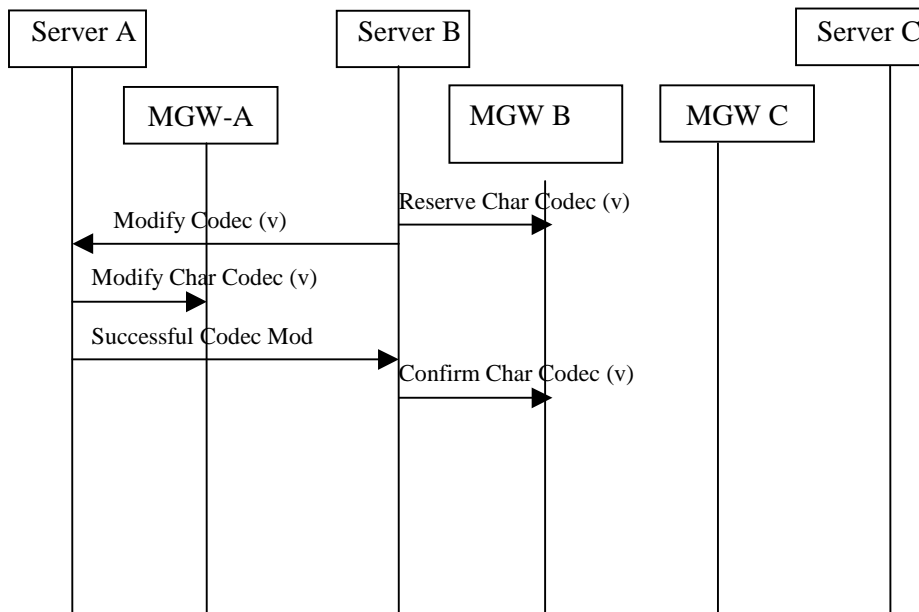 Server A
Server B
Server C
MGW-A
MGW B
MGW C
Reserve Char Codec (v)
Modify Codec (v)
Modify Char Codec (v)
Successful Codec Mod
Confirm Char Codec (v)